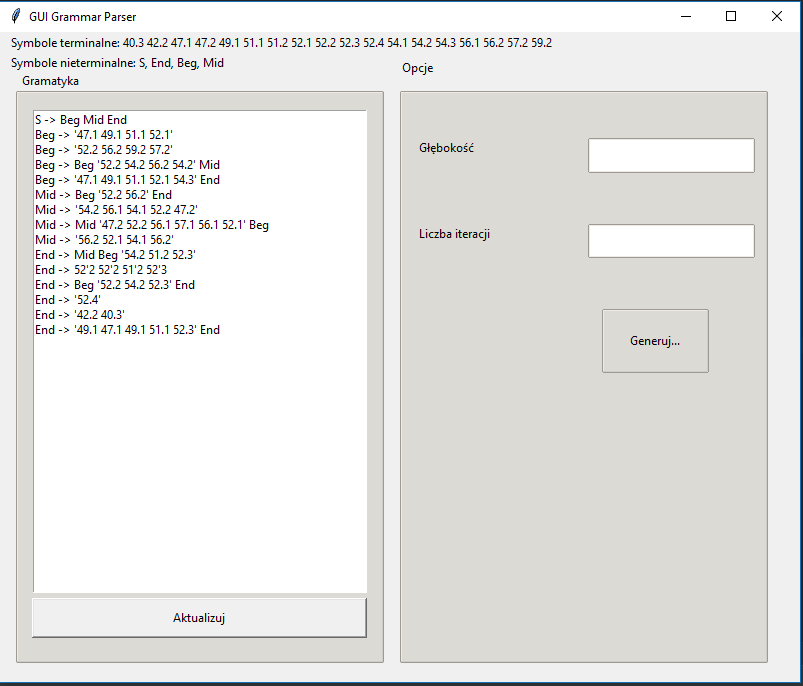 GUI Grammar Parser
Symbole terminalne: 40.3 42.2 47.1 47.2 49.1 51.1 51.2 52.1 52.2 52.3 52.4 54.1 54.2 54.3 56.1 56.2 57.2 59.2
Symbole nieterminalne: S, End, Beg, Mid
Gramatyka
S -> Beg Mid End
Beg -> '47.1 49.1 51.1 52.1'
Beg -> '52.2 56.2 59.2 57.2'
Beg -> Beg '52.2 54.2 56.2 54.2' Mid
Beg -> '47.1 49.1 51.1 52.1 54.3' End
Mid -> Beg '52.2 56.2' End
Mid -> '54.2 56.1 54.1 52.2 47.2'
Mid -> Mid '47.2 52.2 56.1 57.1 56.1 52.1' Beg
Mid -> '56.2 52.1 54.1 56.2'
End -> Mid Beg '54.2 51.2 52.3'
End -> 52'2 52'2 51'2 52'3
End -> Beg '52.2 54.2 52.3' End
End -> '52.4'
End -> '42.2 40.3'
End -> '49.1 47.1 49.1 51.1 52.3' End
Aktualizuj
Opcje
Głębokość
Liczba iteracji
Generuj...